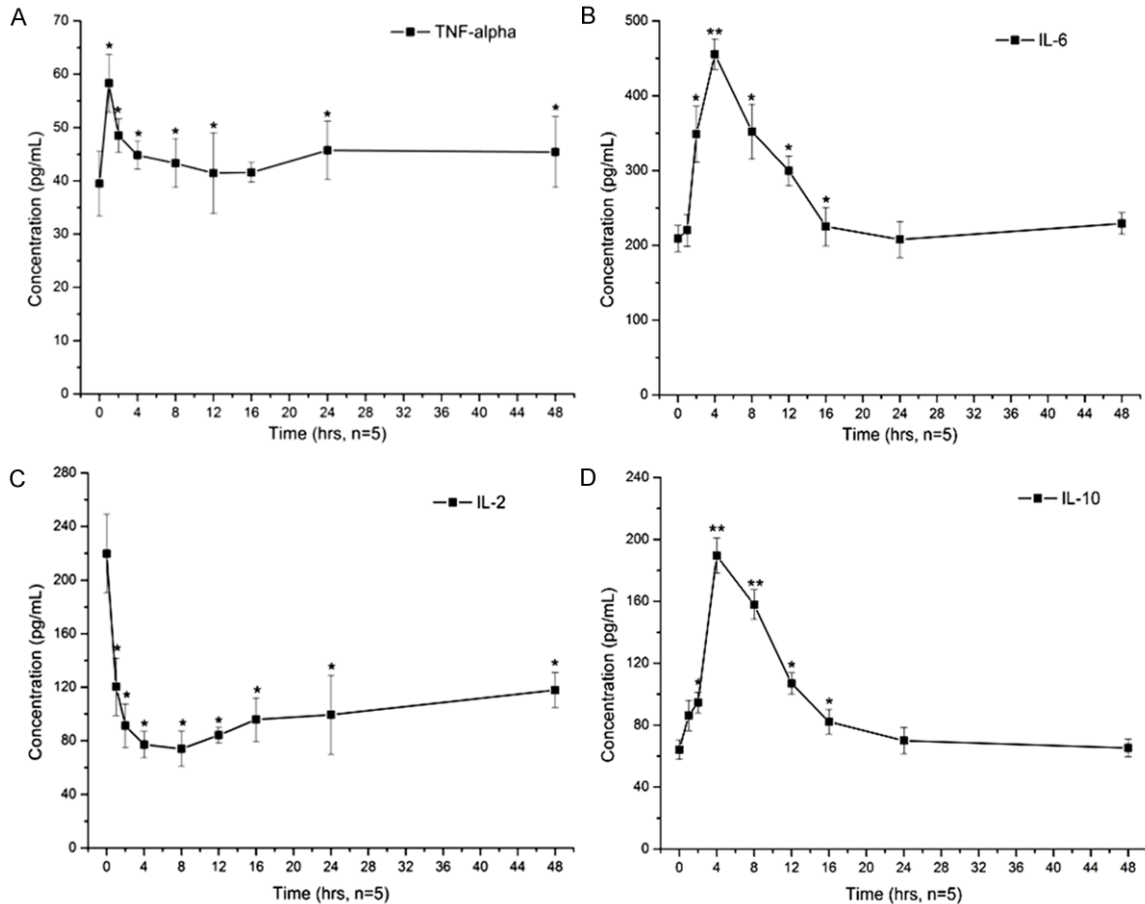 A
TNF-alpha
Concentration (pg/mL)
70
60
50
40
30
20
10
0
* * * * * * * *
0 4 8 12 16 20 24 28 32 36 40 44 48
Time (hrs, n=5)
B
IL-6
Concentration (pg/mL)
500
400
300
200
200
0
* ** * * *
0 4 8 12 16 20 24 28 32 36 40 44 48
Time (hrs, n=5)
C
IL-2
Concentration (pg/mL)
280
240
220
160
120
80
40
0
* * * * * * * *
0 4 8 12 16 20 24 28 32 36 40 44 48
Time (hrs, n=5)
D
IL-10
Concentration (pg/mL)
240
200
160
100
80
60
0
* ** ** * *
0 4 8 12 16 20 24 28 32 36 40 44 48
Time (hrs, n=5)